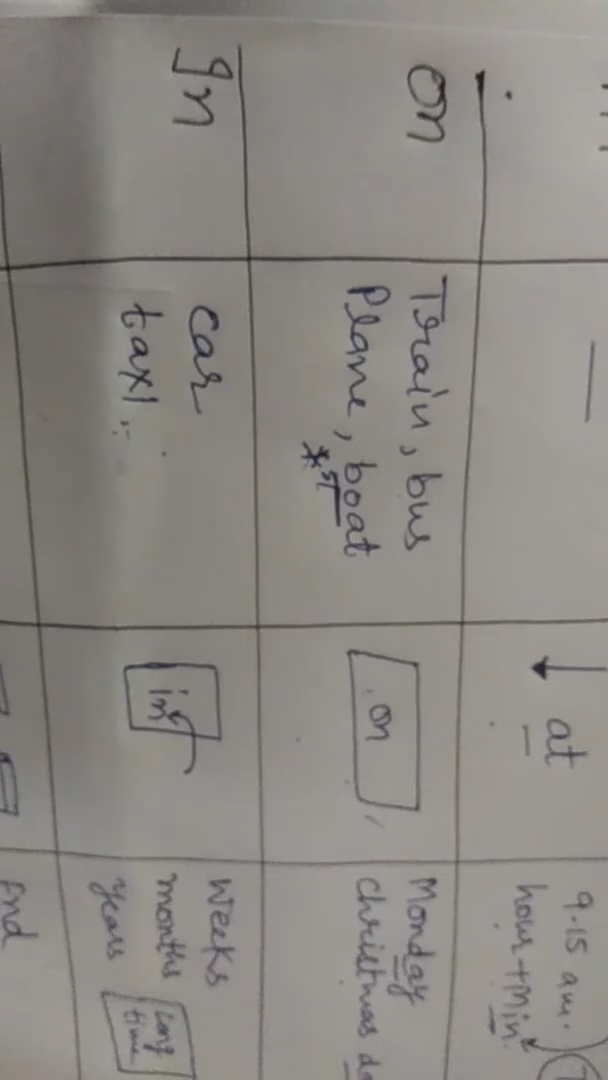 at
9.15 am.
hour + min.
on
Train, bus
Plane, boat
on
Monday
Christmas
In
car
taxi
in
weeks
months
years
Long
time
End